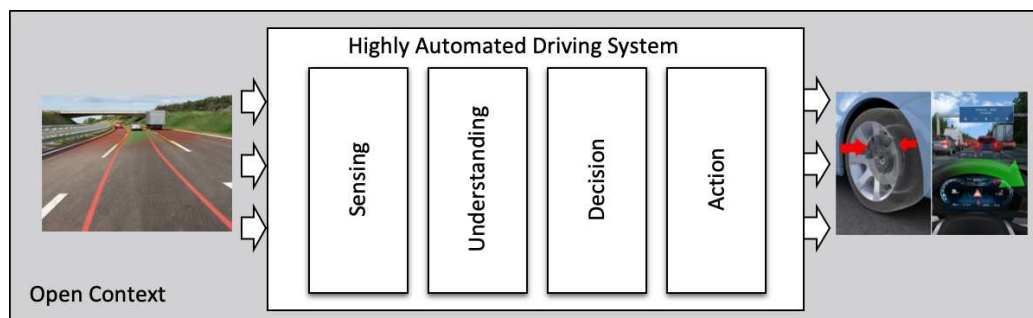 Highly Automated Driving System
Sensing
Understanding
Decision
Action
Open Context